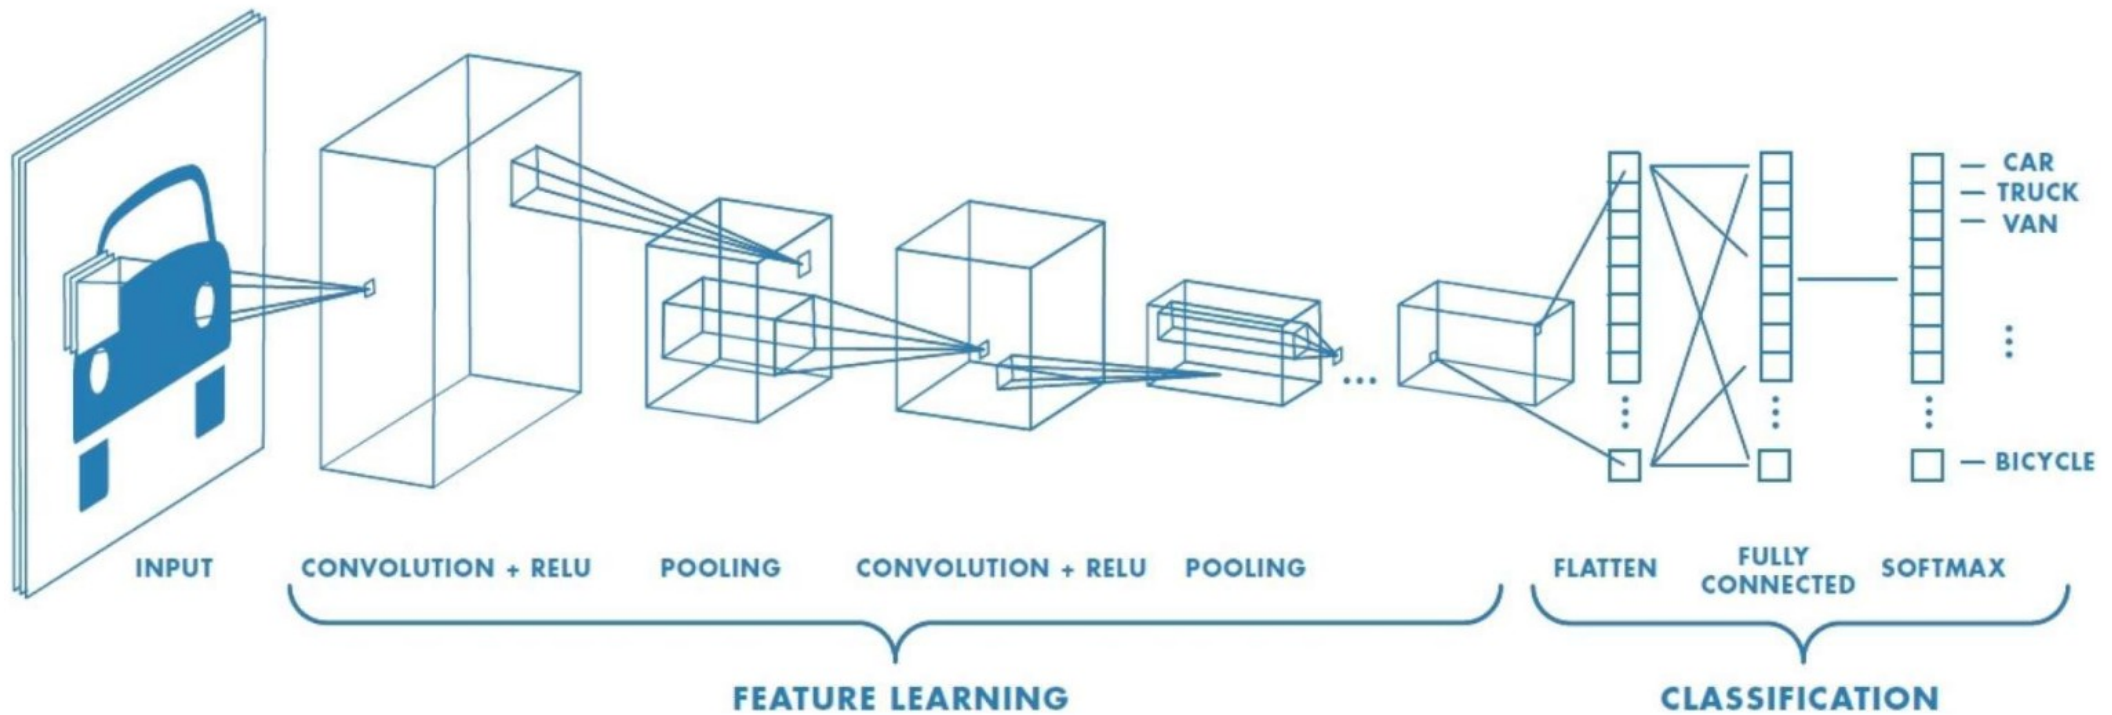 CAR
TRUCK
VAN
BICYCLE
INPUT
CONVOLUTION + RELU
POOLING
CONVOLUTION + RELU
POOLING
FLATTEN
FULLY
CONNECTED
SOFTMAX
FEATURE LEARNING
CLASSIFICATION